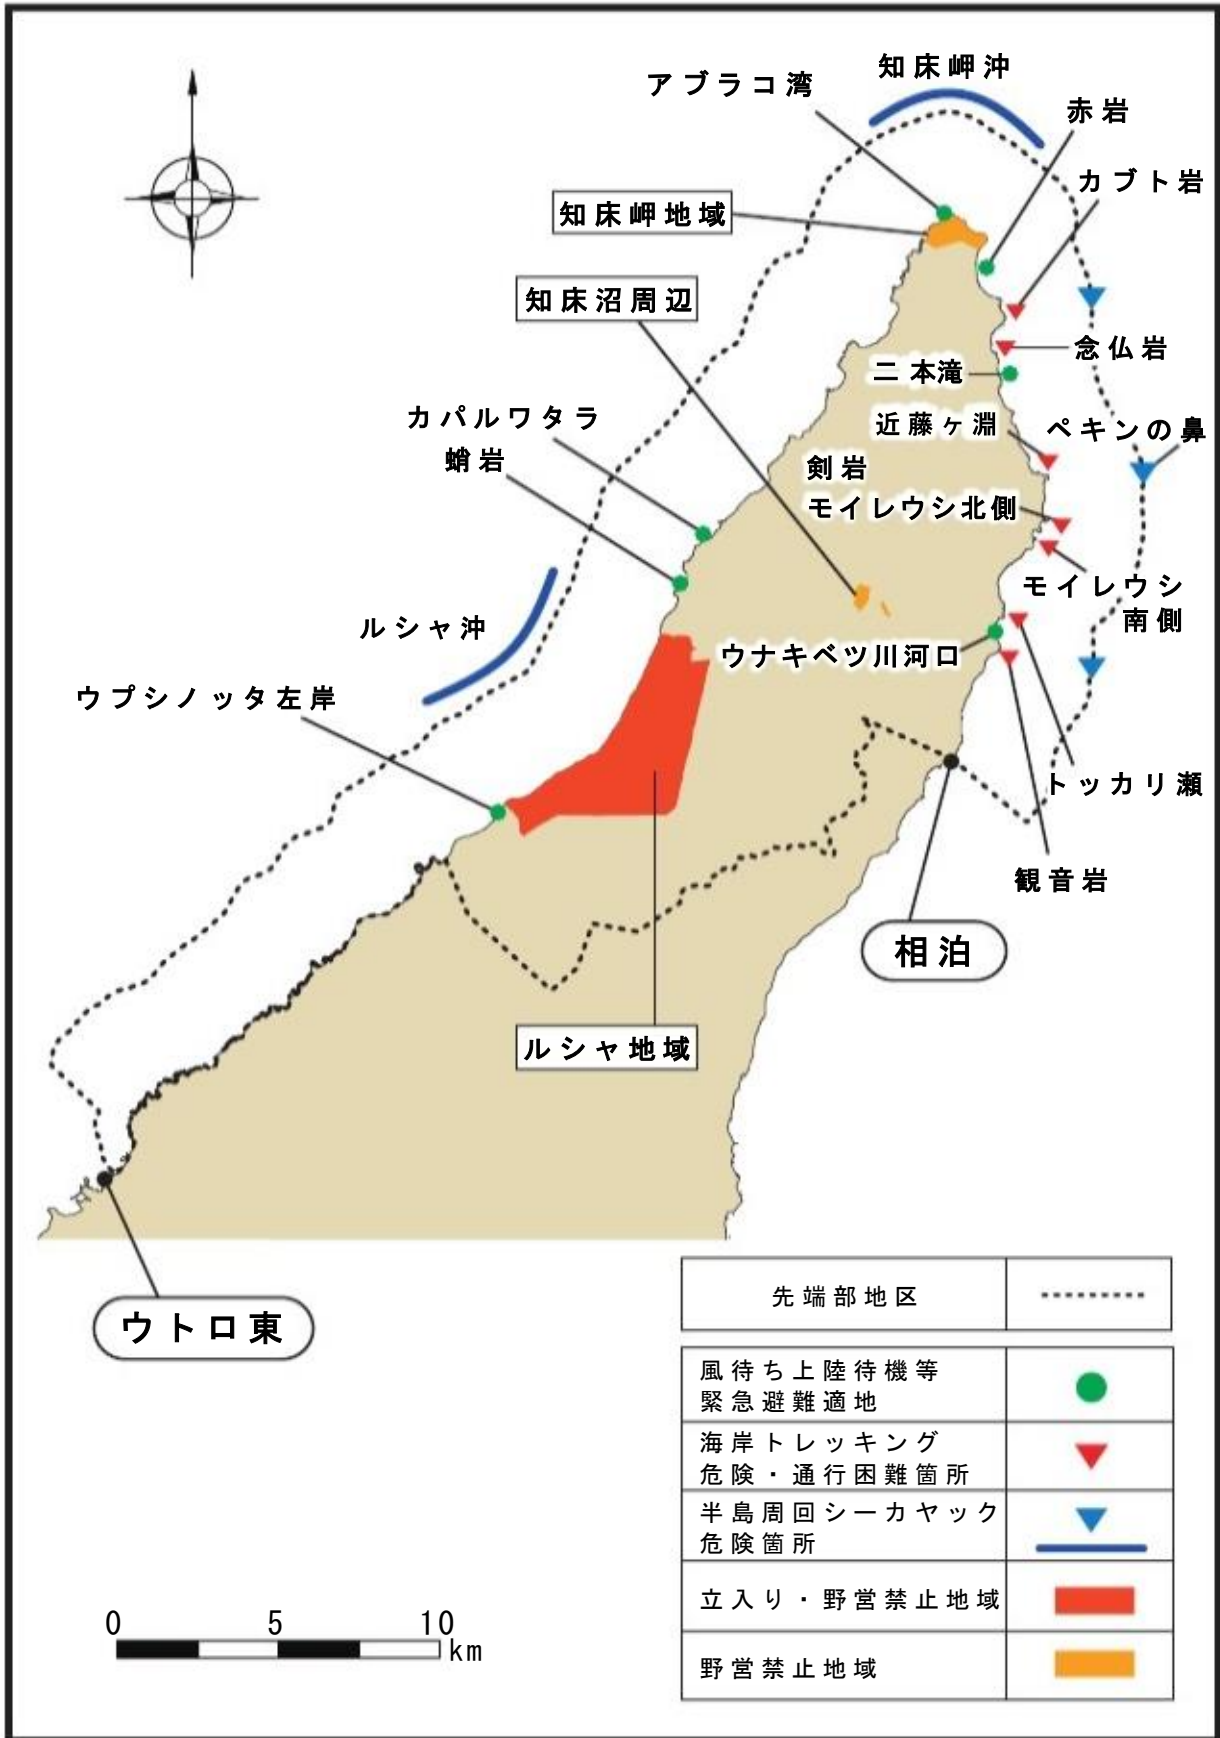 知床岬沖
アブラコ湾
赤岩
カブト岩
知床岬地域
知床沼周辺
念仏岩
二本滝
カパルワタラ
近藤ヶ淵
ペキンの鼻
蛸岩
剣岩
モイレウシ北側
モイレウシ
南側
ルシャ沖
ウナキベツ川河口
ウプシノッタ左岸
トッカリ瀬
観音岩
相泊
ルシャ地域
ウトロ東
先端部地区
風待ち上陸待機等
緊急避難適地
海岸トレッキング
危険・通行困難箇所
半島周回シーカヤック
危険箇所
立入り・野営禁止地域
野営禁止地域
0 5 10
km